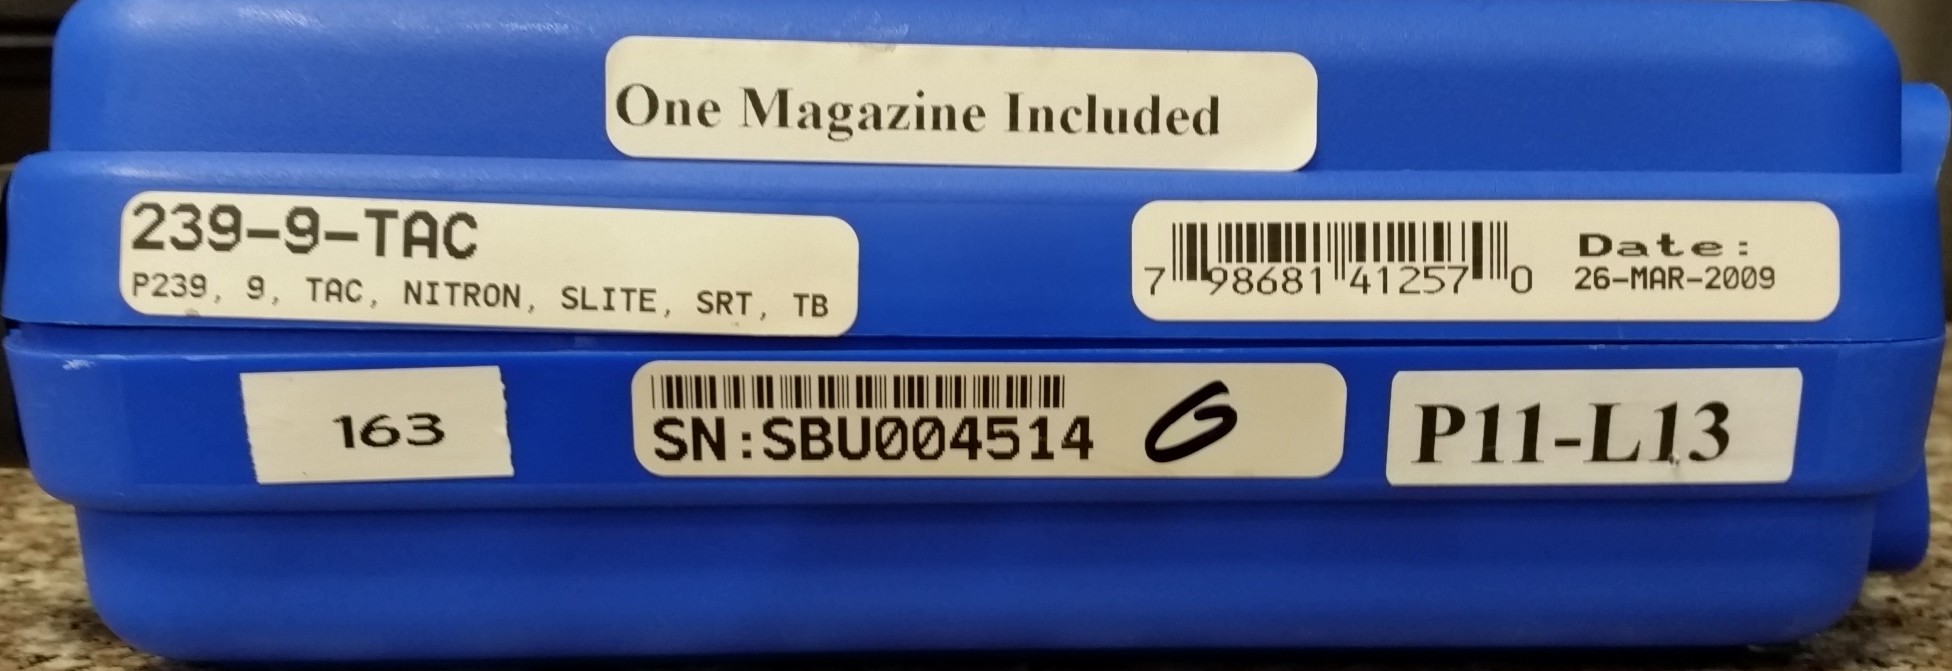 One Magazine Included
239-9-TAC
P239, 9, TAC, NITRON, SLITE, SRT, TB
7 98681 41257 0
Date:
26-MAR-2009
163
SN:SBU004514 G
P11-L13